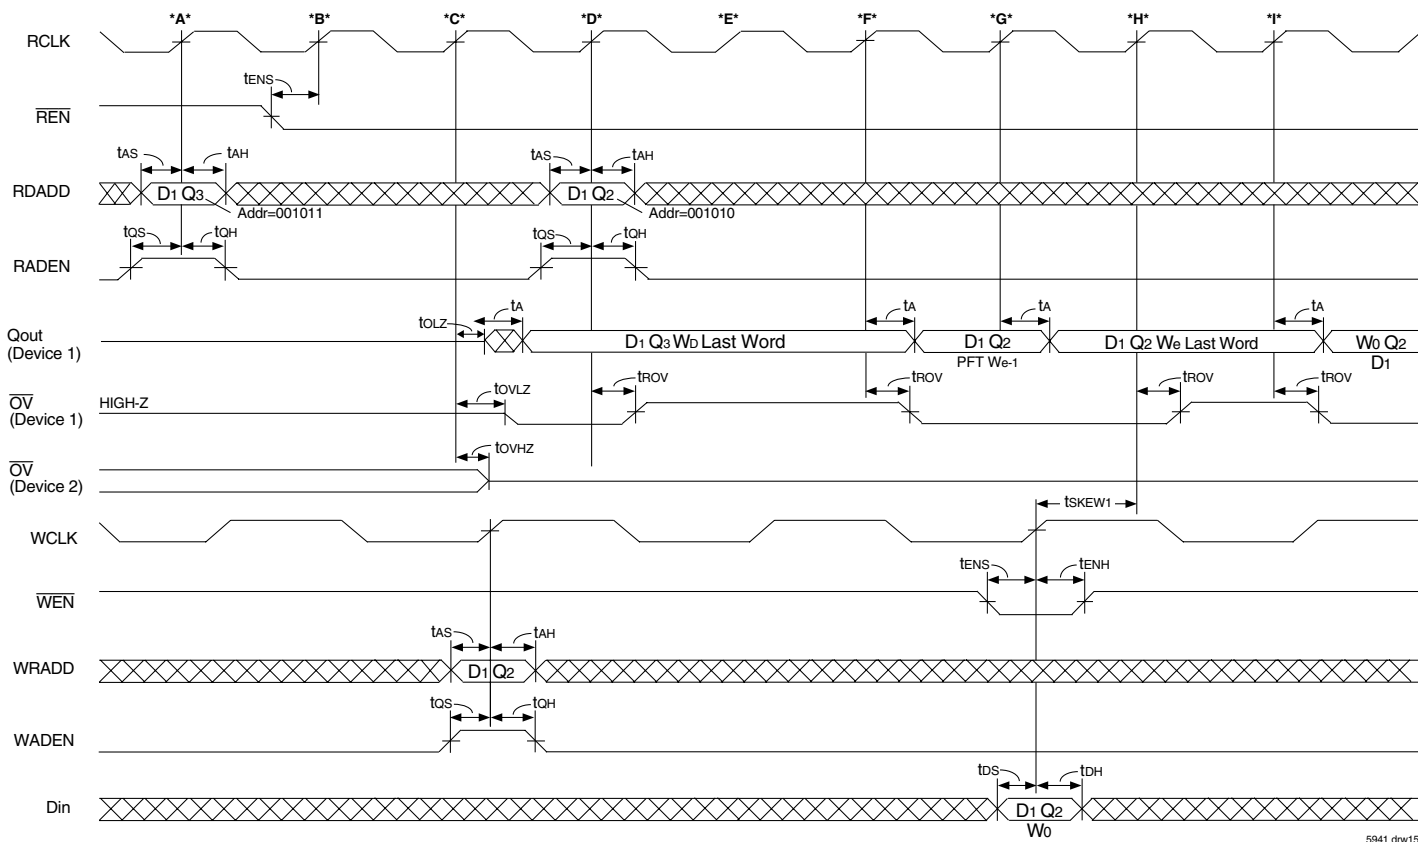 *A* *B* *C* *D* *E* *F* *G* *H* *I*
RCLK
tENS
REN
tAS tAH tAS tAH
RDADD D1 Q3 D1 Q2
Addr=001011 Addr=001010
tQS tQH tQS tQH
RADEN
tA tA tA tA
tOLZ
Qout
(Device 1)
D1 Q3 WD Last Word D1 Q2 D1 Q2 We Last Word W0 Q2
PFT We-1 D1
tOVLZ tROV tROV tROV tROV
OV
(Device 1)
HIGH-Z
tOVHZ
OV
(Device 2)
tSKEW1
WCLK
tENS tENH
WEN
tAS tAH
WRADD D1 Q2
tQS tQH
WADEN
tDS tDH
Din D1 Q2
W0
5941 drw15